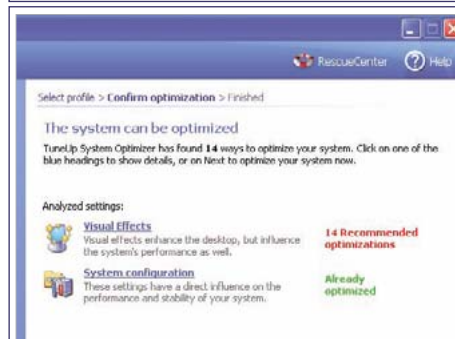 RescueCenter Help
Select profile > Confirm optimization > Finished
The system can be optimized
TuneUp System Optimizer has found 14 ways to optimize your system. Click on one of the
blue headings to show details, or on Next to optimize your system now.
Analyzed settings:
Visual Effects
Visual effects enhance the desktop, but influence
the system's performance as well.
14 Recommended
optimizations
System configuration
These settings have a direct influence on the
performance and stability of your system.
Already
optimized